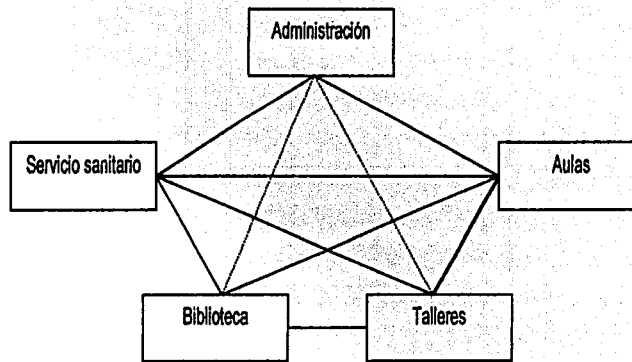 Administración
Servicio sanitario
Aulas
Biblioteca
Talleres